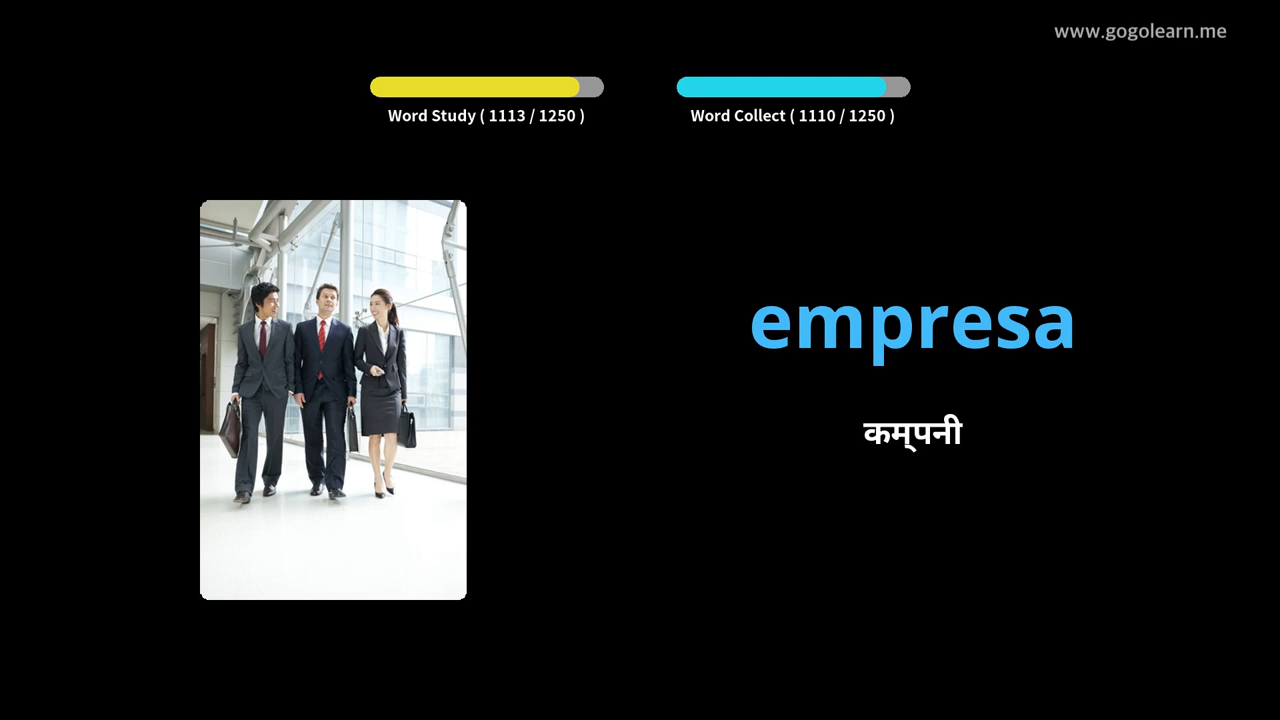 www.gogolearn.me
Word Study ( 1113 / 1250 )
Word Collect ( 1110 / 1250 )
empresa
कम्पनी